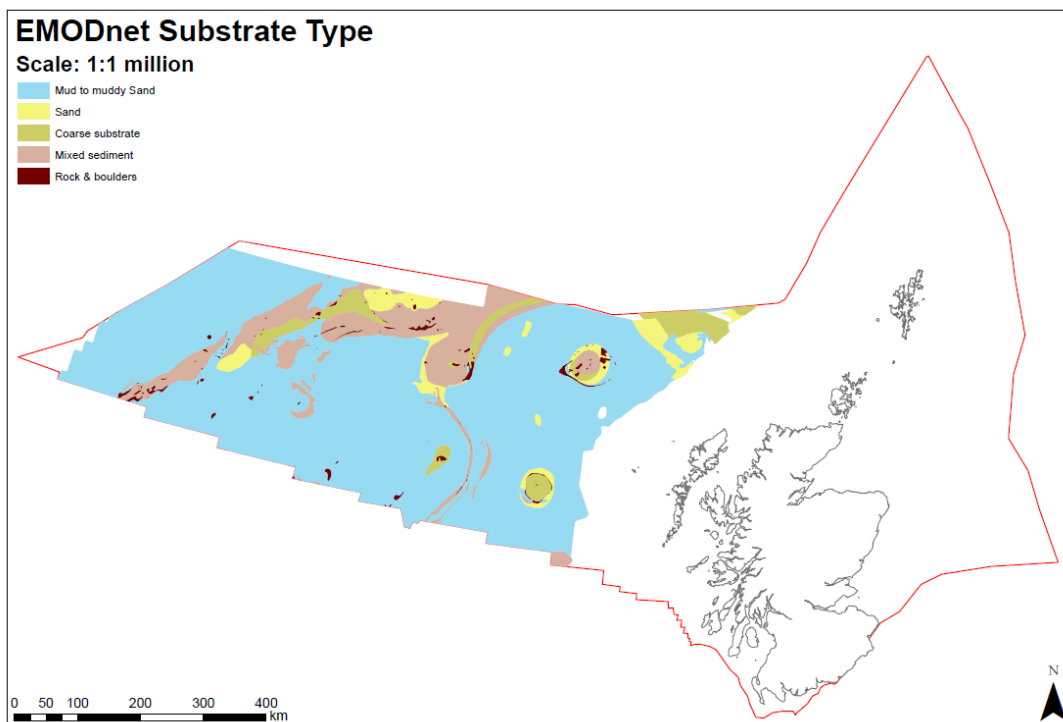 EMODnet Substrate Type
Scale: 1:1 million
Mud to muddy Sand
Sand
Coarse substrate
Mixed sediment
Rock & boulders
N
0 50 100 200 300 400
km